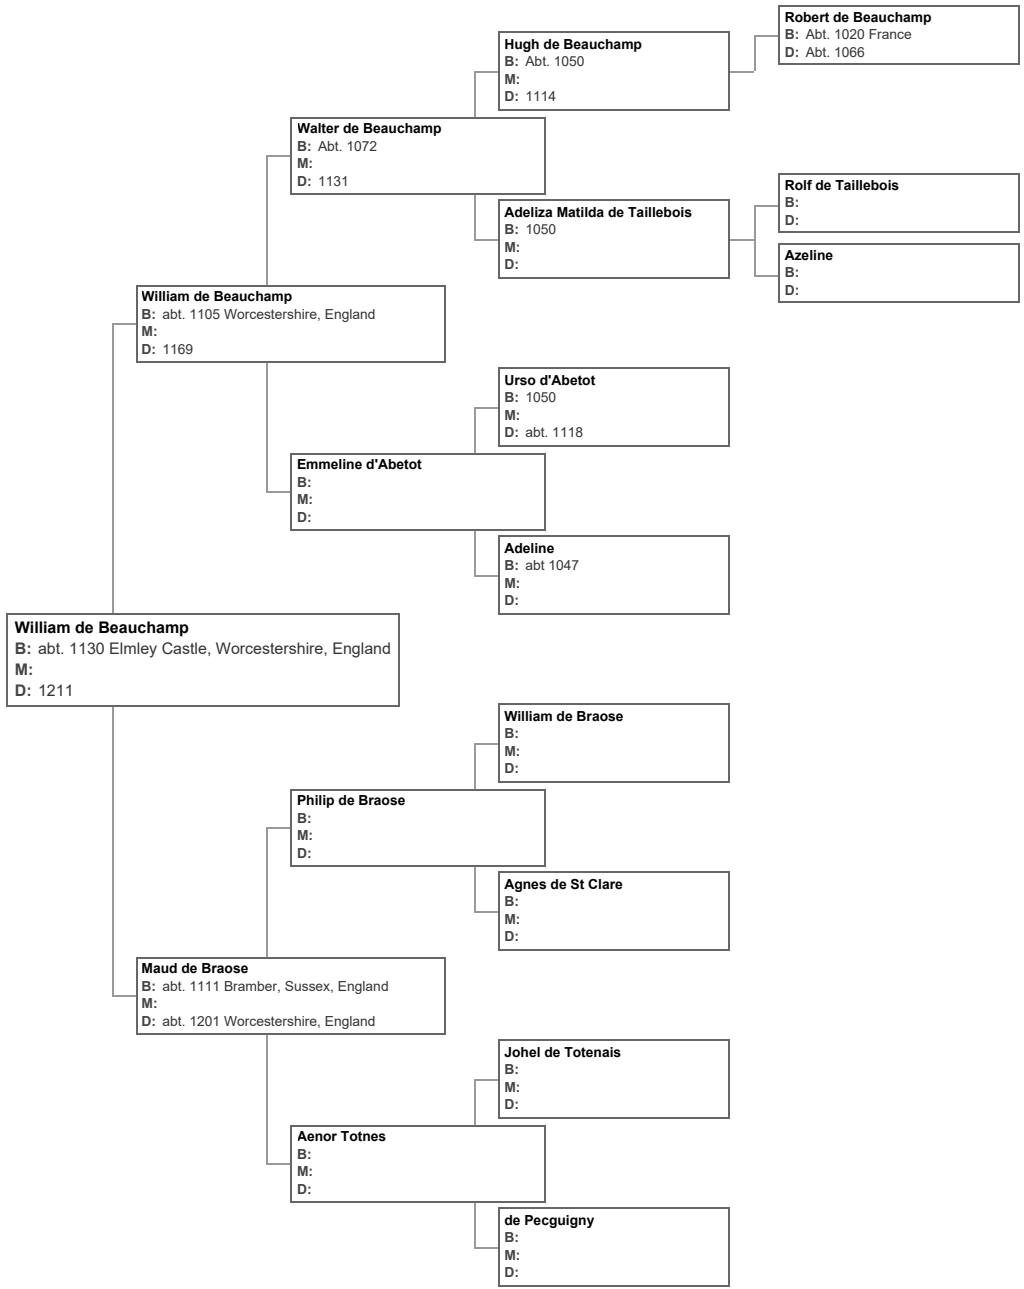 Robert de Beauchamp
B: Abt. 1020 France
D: Abt. 1066
Hugh de Beauchamp
B: Abt. 1050
M:
D: 1114
Walter de Beauchamp
B: Abt. 1072
M:
D: 1131
Rolf de Taillebois
B:
D:
Adeliza Matilda de Taillebois
B: 1050
M:
D:
Azeline
B:
D:
William de Beauchamp
B: abt. 1105 Worcestershire, England
M:
D: 1169
Urso d'Abetot
B: 1050
M:
D: abt. 1118
Emmeline d'Abetot
B:
M:
D:
Adeline
B: abt 1047
M:
D:
William de Beauchamp
B: abt. 1130 Elmley Castle, Worcestershire, England
M:
D: 1211
William de Braose
B:
M:
D:
Philip de Braose
B:
M:
D:
Agnes de St Clare
B:
M:
D:
Maud de Braose
B: abt. 1111 Bramber, Sussex, England
M:
D: abt. 1201 Worcestershire, England
Johel de Totenais
B:
M:
D:
Aenor Totnes
B:
M:
D:
de Pecguigny
B:
M:
D: